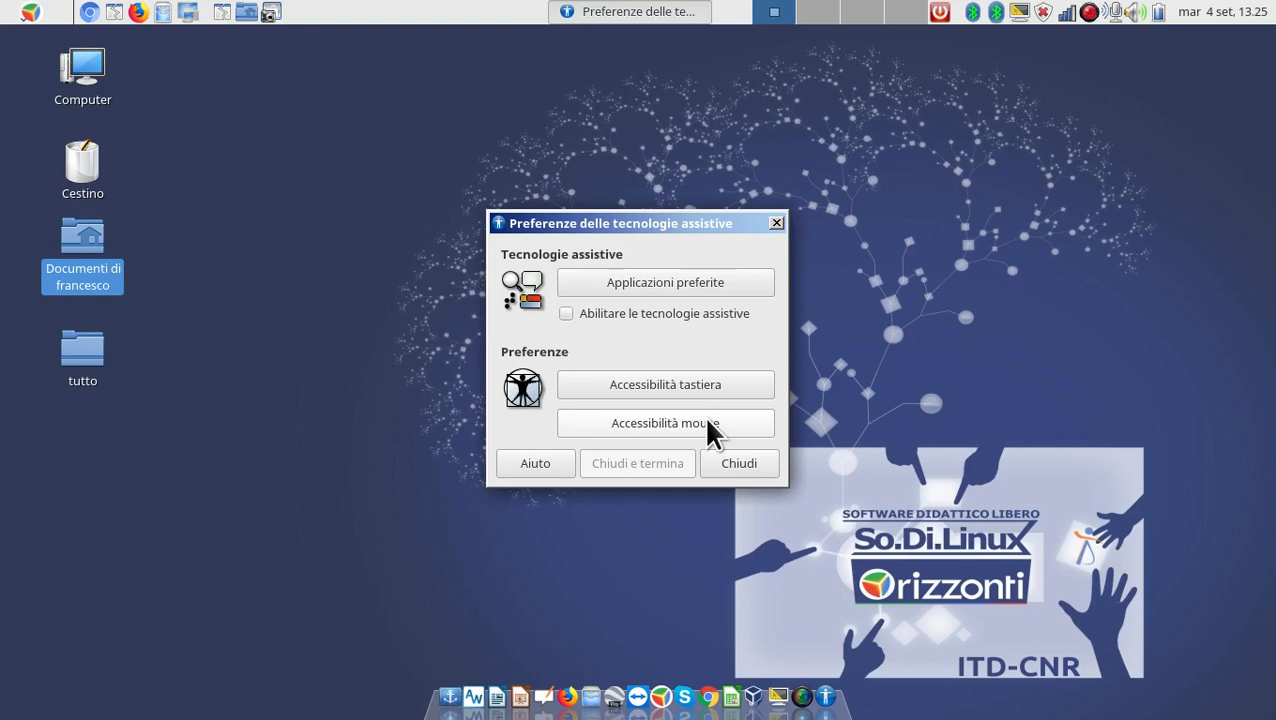 Preferenze delle te...
mar 4 set, 13.25
Computer
Cestino
Documenti di
francesco
tutto
Preferenze delle tecnologie assistive
Tecnologie assistive
Applicazioni preferite
Abilitare le tecnologie assistive
Preferenze
Accessibilità tastiera
Accessibilità mouse
Aiuto
Chiudi e termina
Chiudi
SOFTWARE DIDATTICO LIBERO
So.Di.Linux
Orizzonti
ITD-CNR